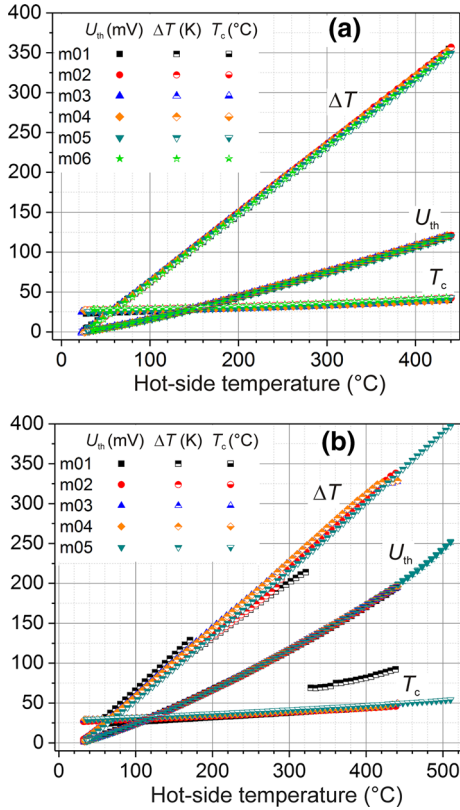 (a)
U_th (mV) ΔT (K) T_c (°C)
m01
m02
m03
m04
m05
m06
ΔT
U_th
T_c
400
350
300
250
200
150
100
50
0
0 100 200 300 400
Hot-side temperature (°C)
(b)
U_th (mV) ΔT (K) T_c (°C)
m01
m02
m03
m04
m05
ΔT
U_th
T_c
400
350
300
250
200
150
100
50
0
0 100 200 300 400 500
Hot-side temperature (°C)